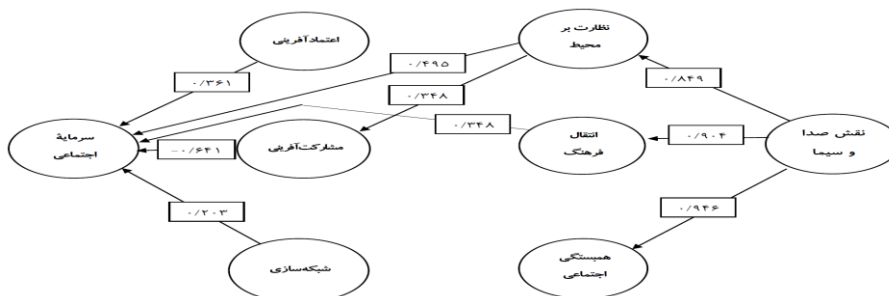 اعتمادآفرینی
نظارت بر
محیط
۰/۴۹۵
۰/۳۶۱
۰/۸۴۹
۰/۳۴۸
سرمایة
اجتماعی
-۰/۶۴۱
مشارکت‌آفرینی
۰/۳۴۸
انتقال
فرهنگ
۰/۹۰۴
نقش صدا
و سیما
۰/۲۰۳
۰/۹۴۶
شبکه‌سازی
همبستگی
اجتماعی